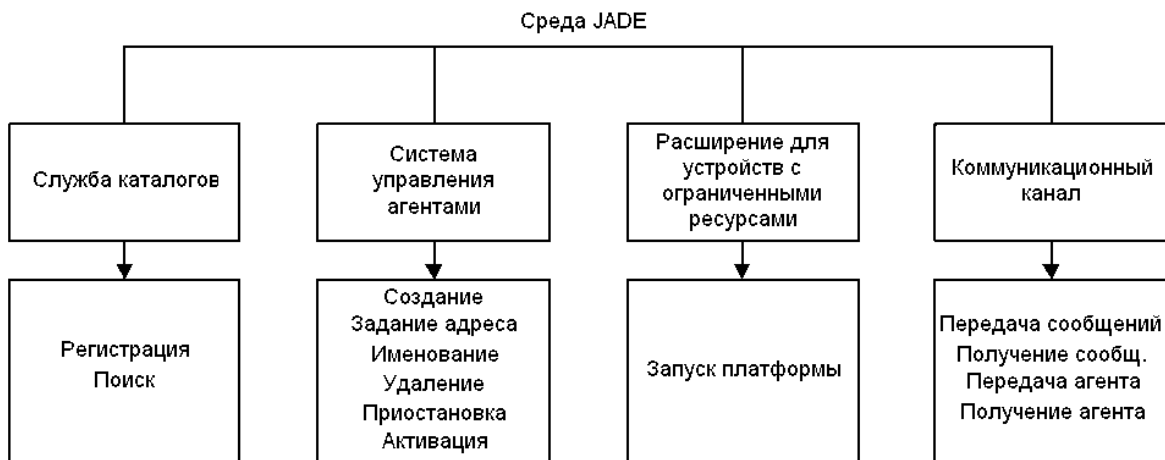 Среда JADE
Служба каталогов
Система
управления
агентами
Расширение для
устройств с
ограниченными
ресурсами
Коммуникационный
канал
Регистрация
Поиск
Создание
Задание адреса
Именование
Удаление
Приостановка
Активация
Запуск платформы
Передача сообщений
Получение сообщ.
Передача агента
Получение агента